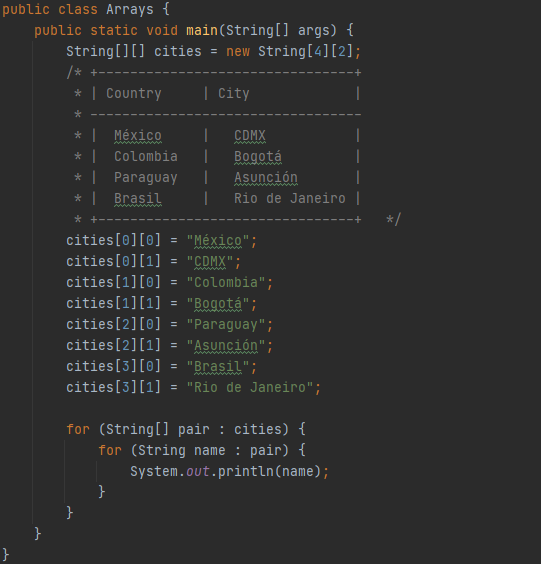 public class Arrays {
    public static void main(String[] args) {
        String[][] cities = new String[4][2];
        /* +--------------------------------+
         * | Country     | City             |
         * ----------------------------------
         * |  México     |   CDMX           |
         * |  Colombia   |   Bogotá         |
         * |  Paraguay   |   Asunción       |
         * |  Brasil     |   Rio de Janeiro |
         * +--------------------------------+   */
        cities[0][0] = "México";
        cities[0][1] = "CDMX";
        cities[1][0] = "Colombia";
        cities[1][1] = "Bogotá";
        cities[2][0] = "Paraguay";
        cities[2][1] = "Asunción";
        cities[3][0] = "Brasil";
        cities[3][1] = "Rio de Janeiro";

        for (String[] pair : cities) {
            for (String name : pair) {
                System.out.println(name);
            }
        }
    }
}